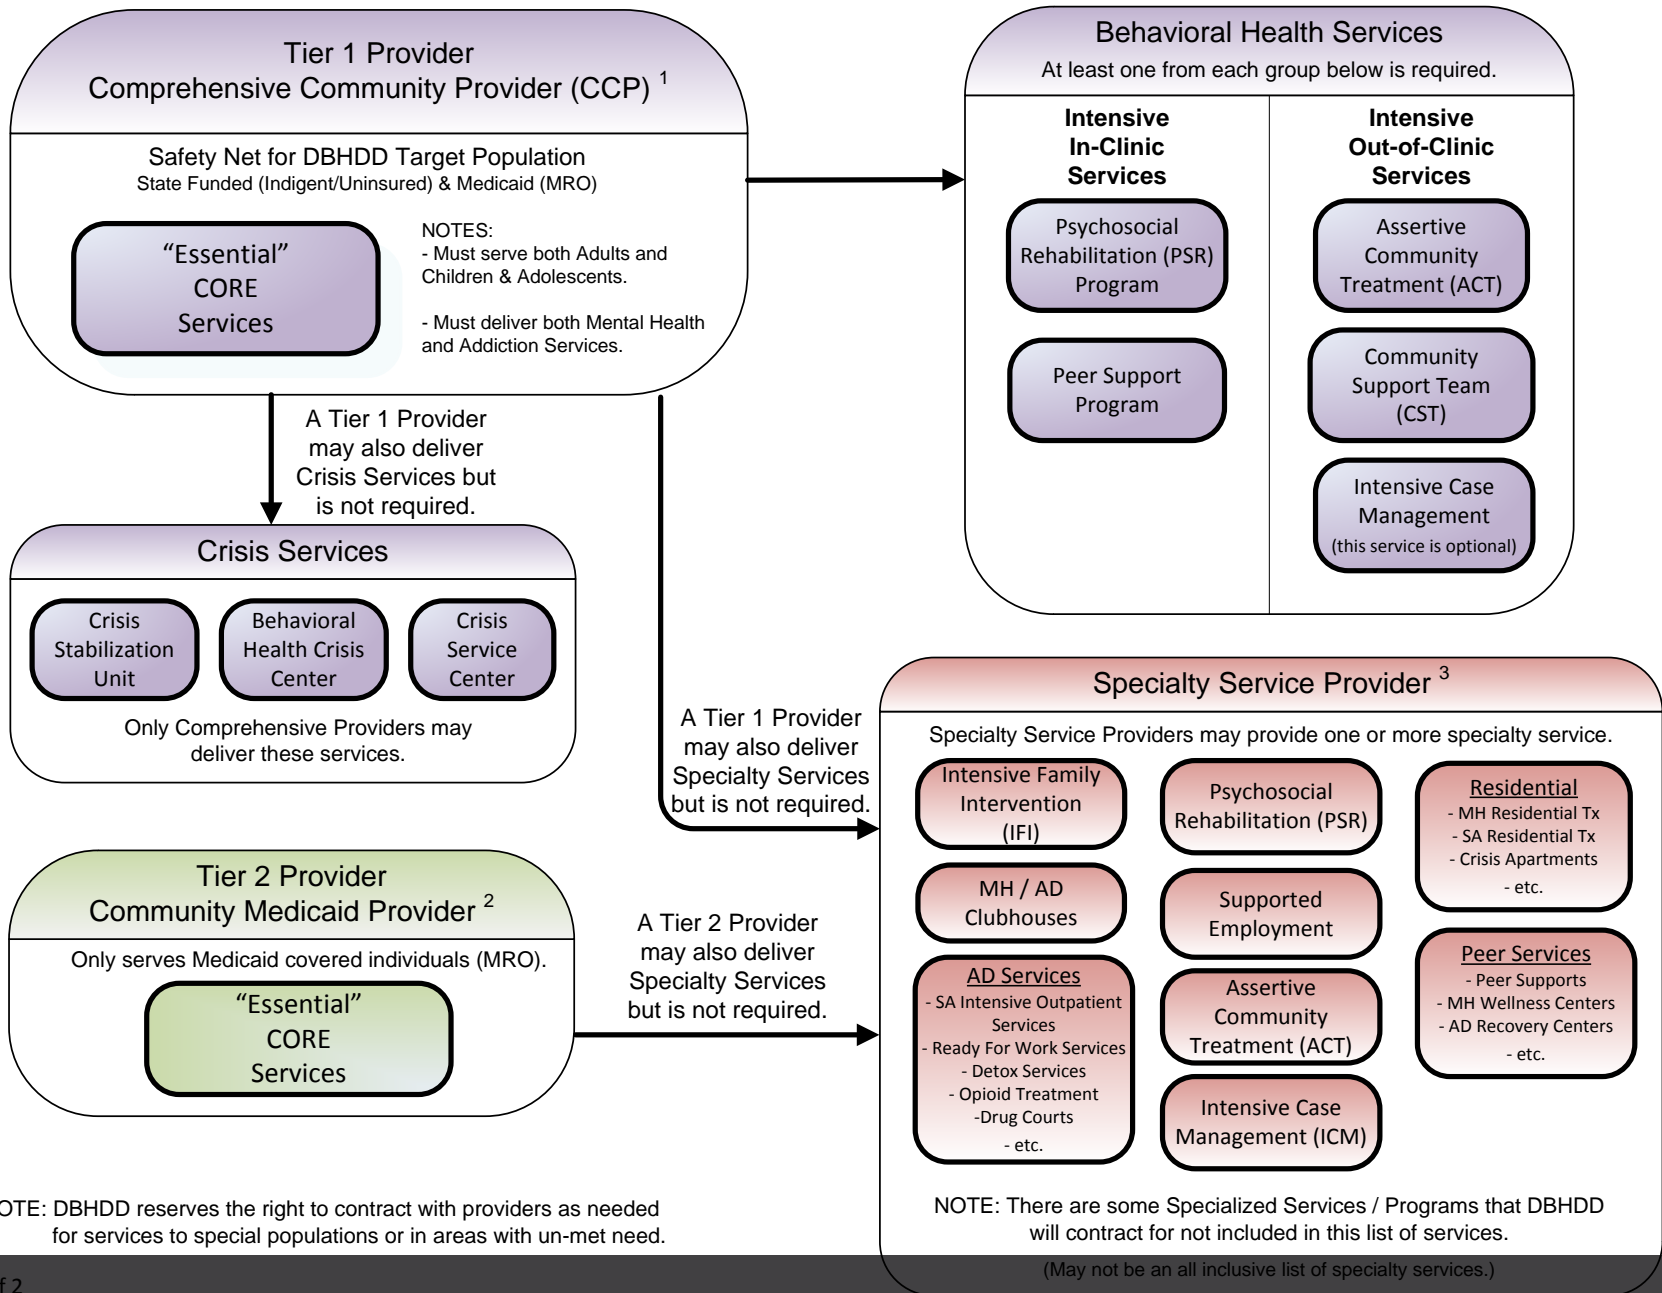 Tier 1 Provider
Comprehensive Community Provider (CCP) 1
Safety Net for DBHDD Target Population
State Funded (Indigent/Uninsured) & Medicaid (MRO)
“Essential”
CORE
Services
NOTES:
- Must serve both Adults and
Children & Adolescents.
- Must deliver both Mental Health
and Addiction Services.
Behavioral Health Services
At least one from each group below is required.
Intensive
In-Clinic
Services
Psychosocial
Rehabilitation (PSR)
Program
Peer Support
Program
Intensive
Out-of-Clinic
Services
Assertive
Community
Treatment (ACT)
Community
Support Team
(CST)
Intensive Case
Management
(this service is optional)
A Tier 1 Provider
may also deliver
Crisis Services but
is not required.
Crisis Services
Crisis
Stabilization
Unit
Behavioral
Health Crisis
Center
Crisis
Service
Center
Only Comprehensive Providers may
deliver these services.
A Tier 1 Provider
may also deliver
Specialty Services
but is not required.
Tier 2 Provider
Community Medicaid Provider 2
Only serves Medicaid covered individuals (MRO).
“Essential”
CORE
Services
A Tier 2 Provider
may also deliver
Specialty Services
but is not required.
Specialty Service Provider 3
Specialty Service Providers may provide one or more specialty service.
Intensive Family
Intervention
(IFI)
MH / AD
Clubhouses
AD Services
- SA Intensive Outpatient
Services
- Ready For Work Services
- Detox Services
- Opioid Treatment
-Drug Courts
- etc.
Psychosocial
Rehabilitation (PSR)
Supported
Employment
Assertive
Community
Treatment (ACT)
Intensive Case
Management (ICM)
Residential
- MH Residential Tx
- SA Residential Tx
- Crisis Apartments
- etc.
Peer Services
- Peer Supports
- MH Wellness Centers
- AD Recovery Centers
- etc.
NOTE: There are some Specialized Services / Programs that DBHDD
will contract for not included in this list of services.
(May not be an all inclusive list of specialty services.)
OTE: DBHDD reserves the right to contract with providers as needed
for services to special populations or in areas with un-met need.
f 2